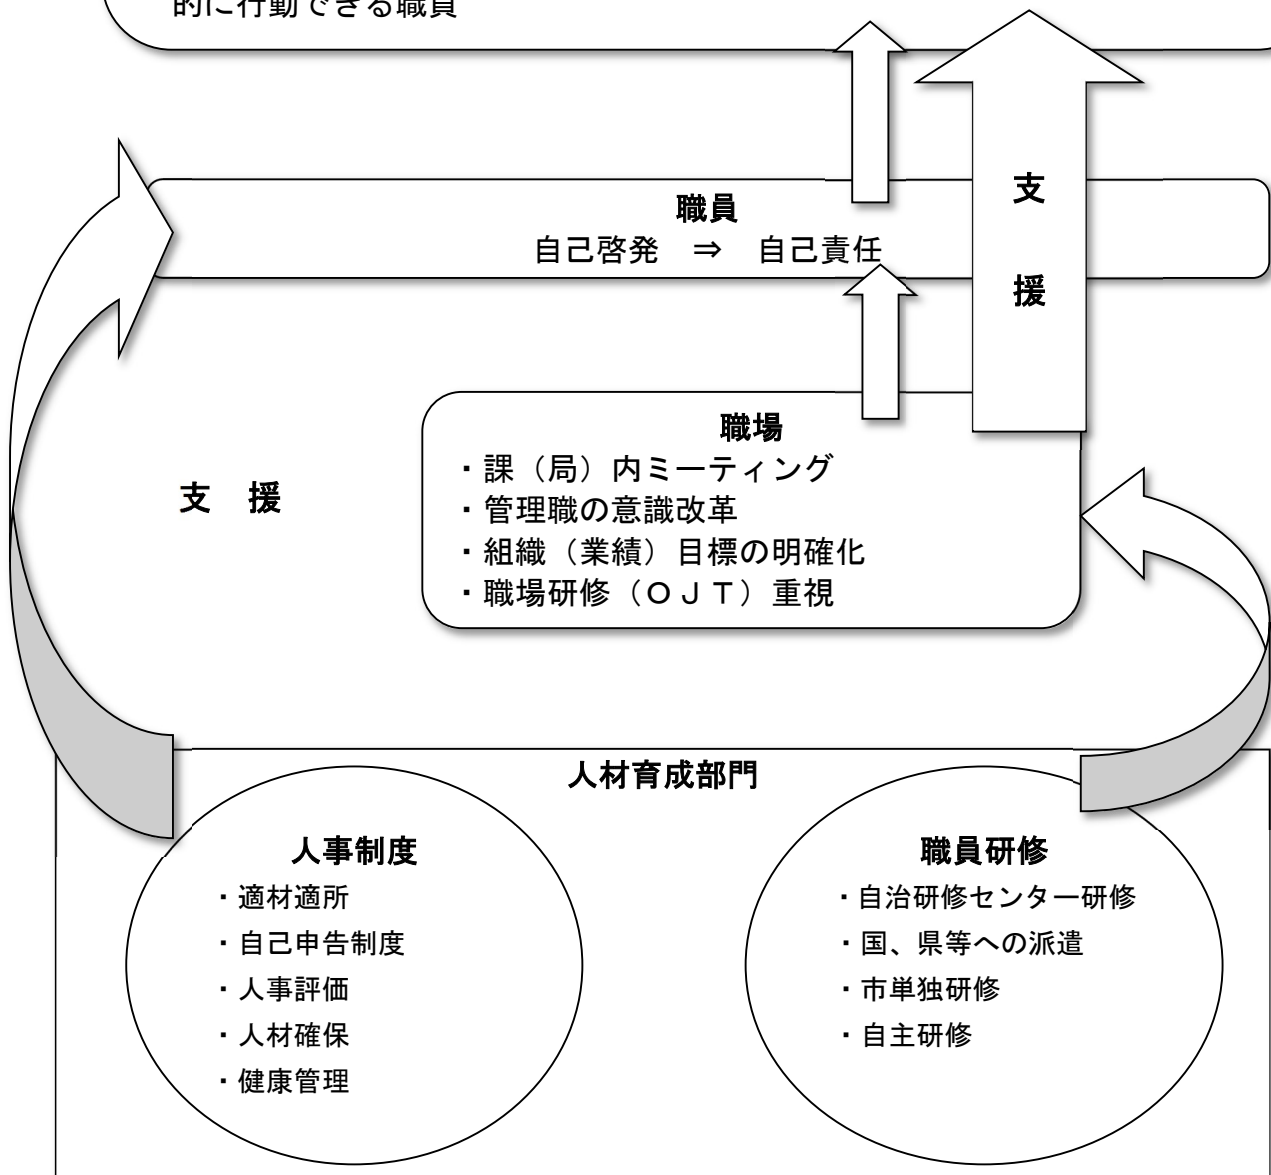 的に行動できる職員
職員
自己啓発　⇒　自己責任
支
援
職場
・課（局）内ミーティング
・管理職の意識改革
・組織（業績）目標の明確化
・職場研修（ＯＪＴ）重視
支　援
人材育成部門
人事制度
・適材適所
・自己申告制度
・人事評価
・人材確保
・健康管理
職員研修
・自治研修センター研修
・国、県等への派遣
・市単独研修
・自主研修